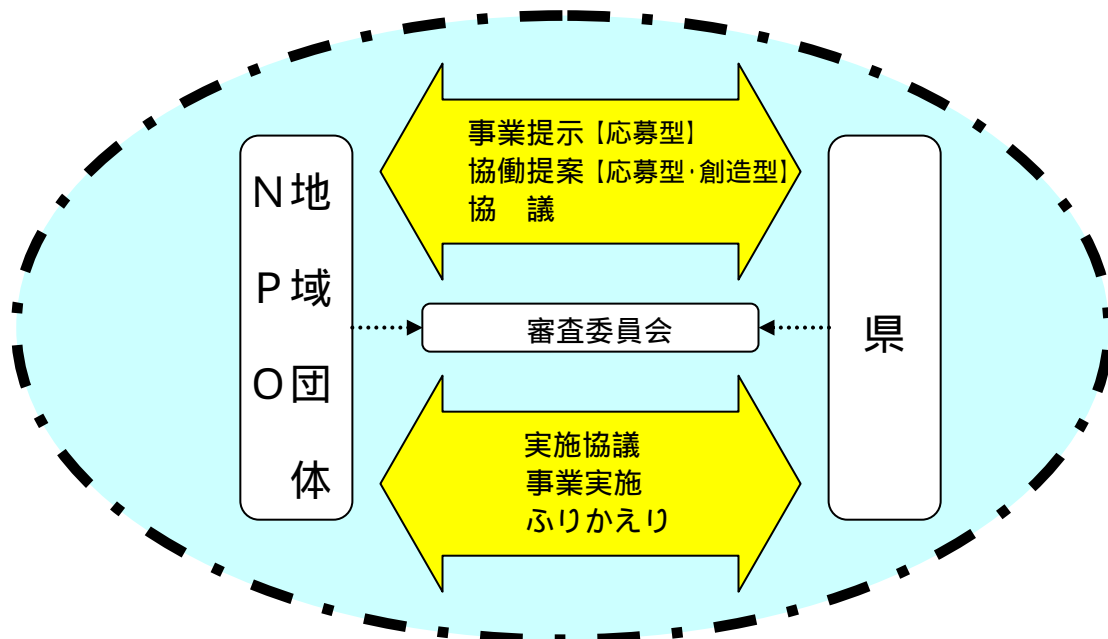 地域団体
NPO
事業提示【応募型】
協働提案【応募型・創造型】
協　議
審査委員会
実施協議
事業実施
ふりかえり
県